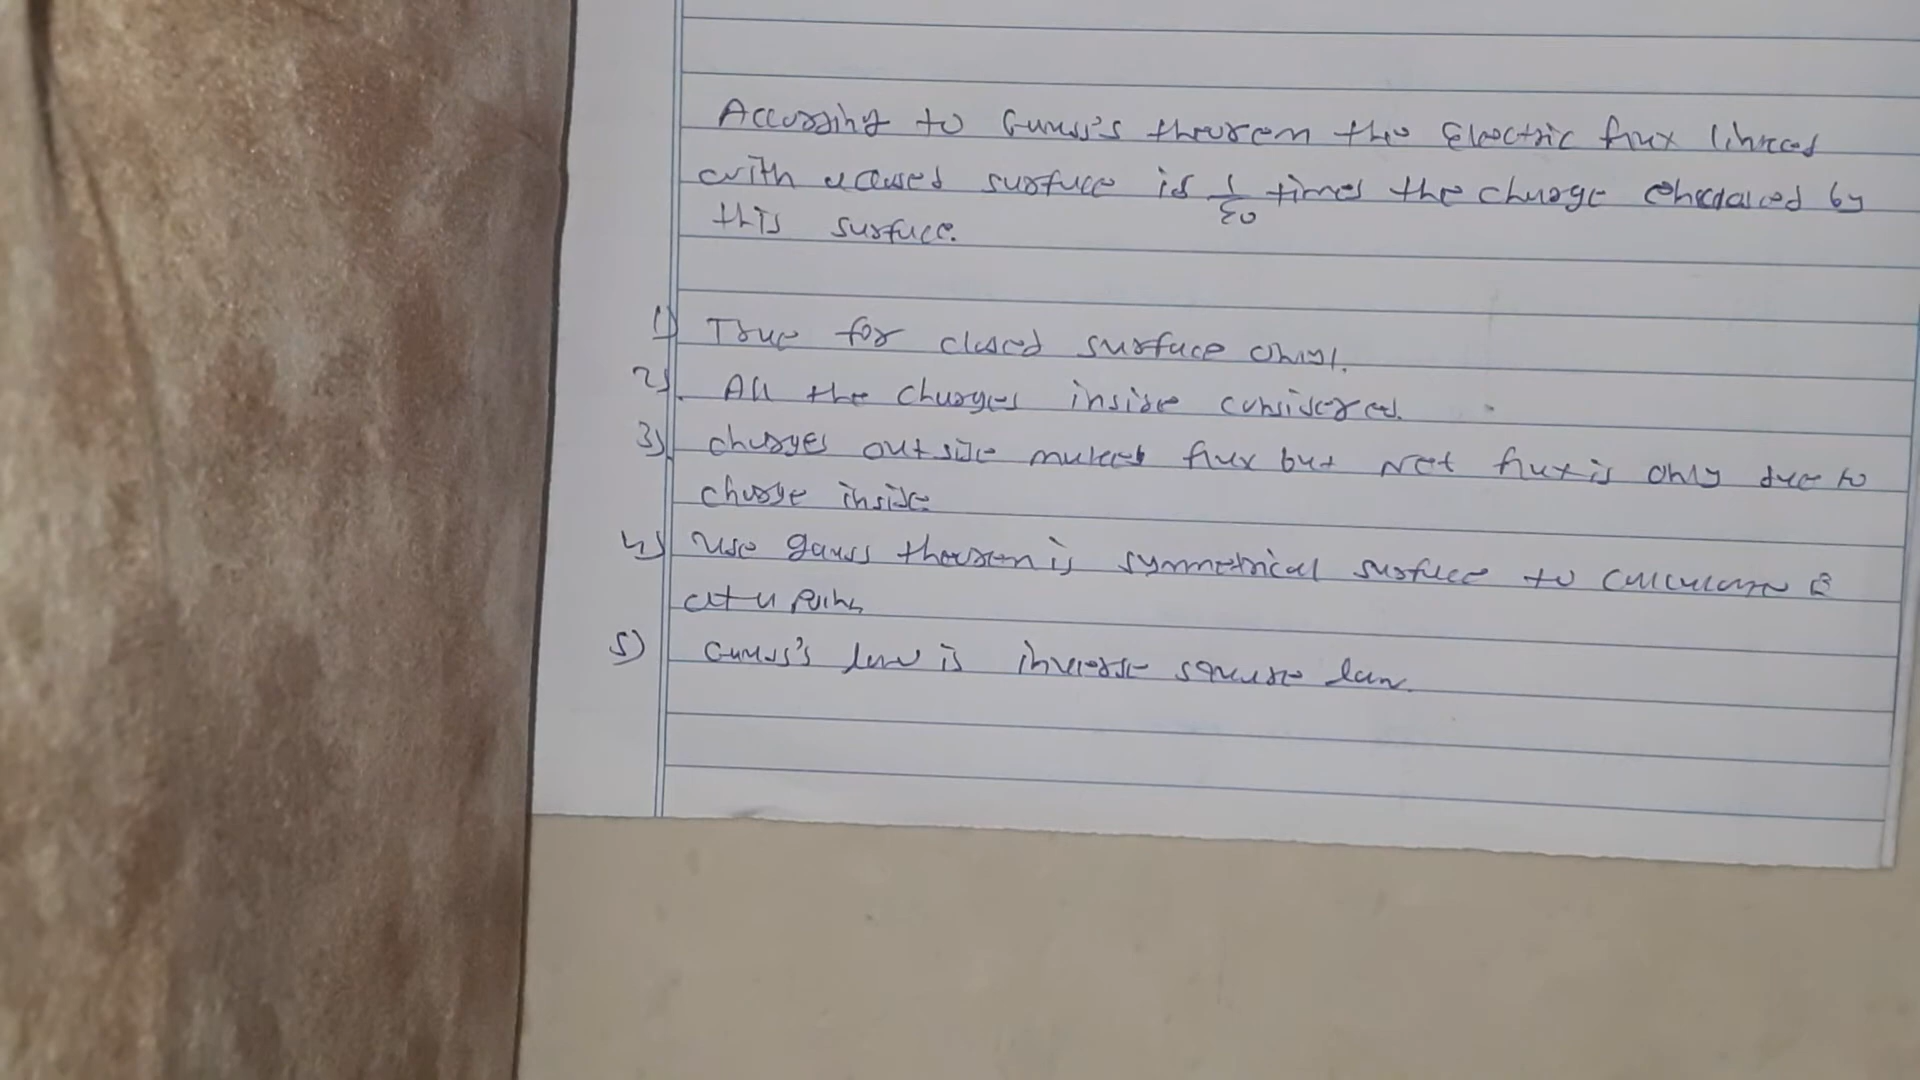 According to Gauss's theorem the Electric flux linked
with a closed surface is 1/ε0 times the charge enclosed by
this surface.
1) True for closed surface only.
2) All the charges inside considered.
3) charges outside flux but Net flux is only due to
charge inside
4) Use gauss theorem is symmetrical surface to calculate E
at a point
5) Gauss's law is inverse square law.